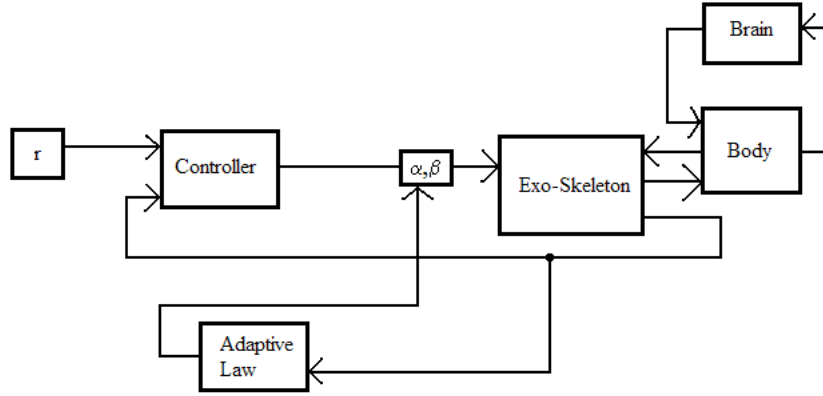 Brain
r
Controller
α,β
Exo-Skeleton
Body
Adaptive
Law